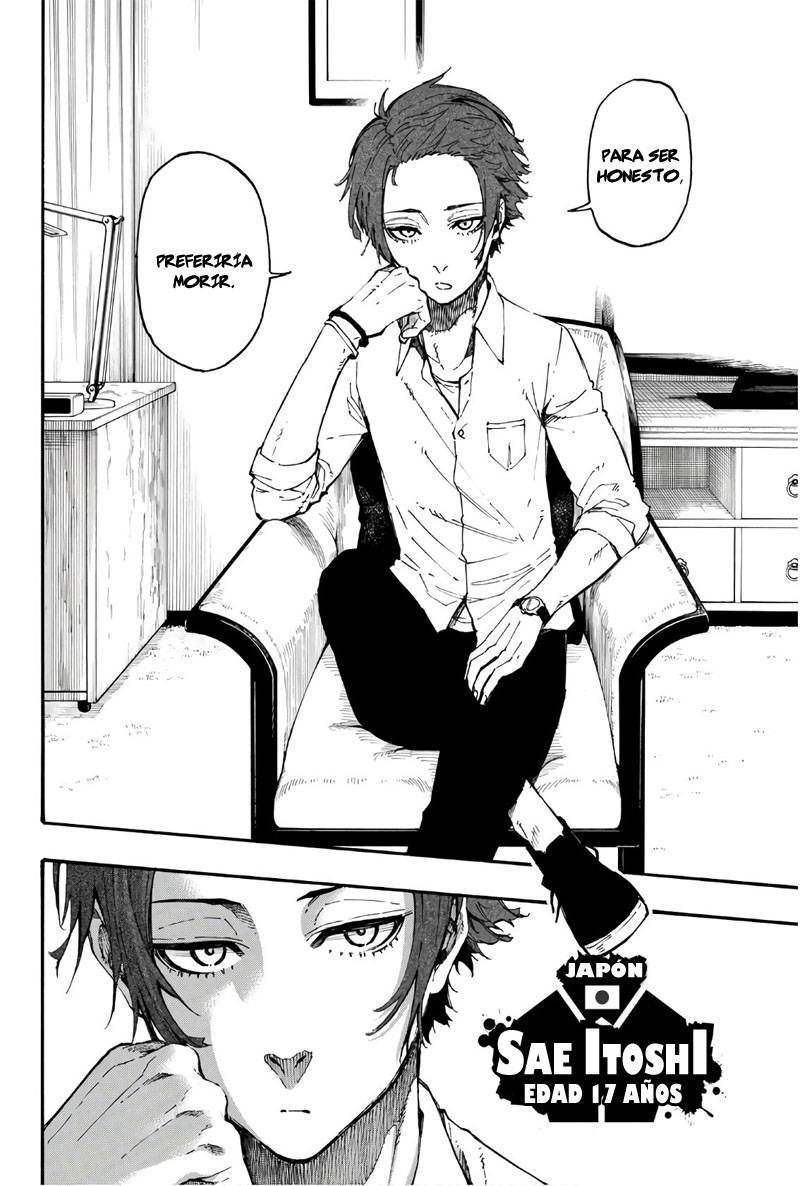 PARA SER
HONESTO,
PREFERIRIA
MORIR.
JAPÓN
SAE ITOSHI
EDAD 17 AÑOS